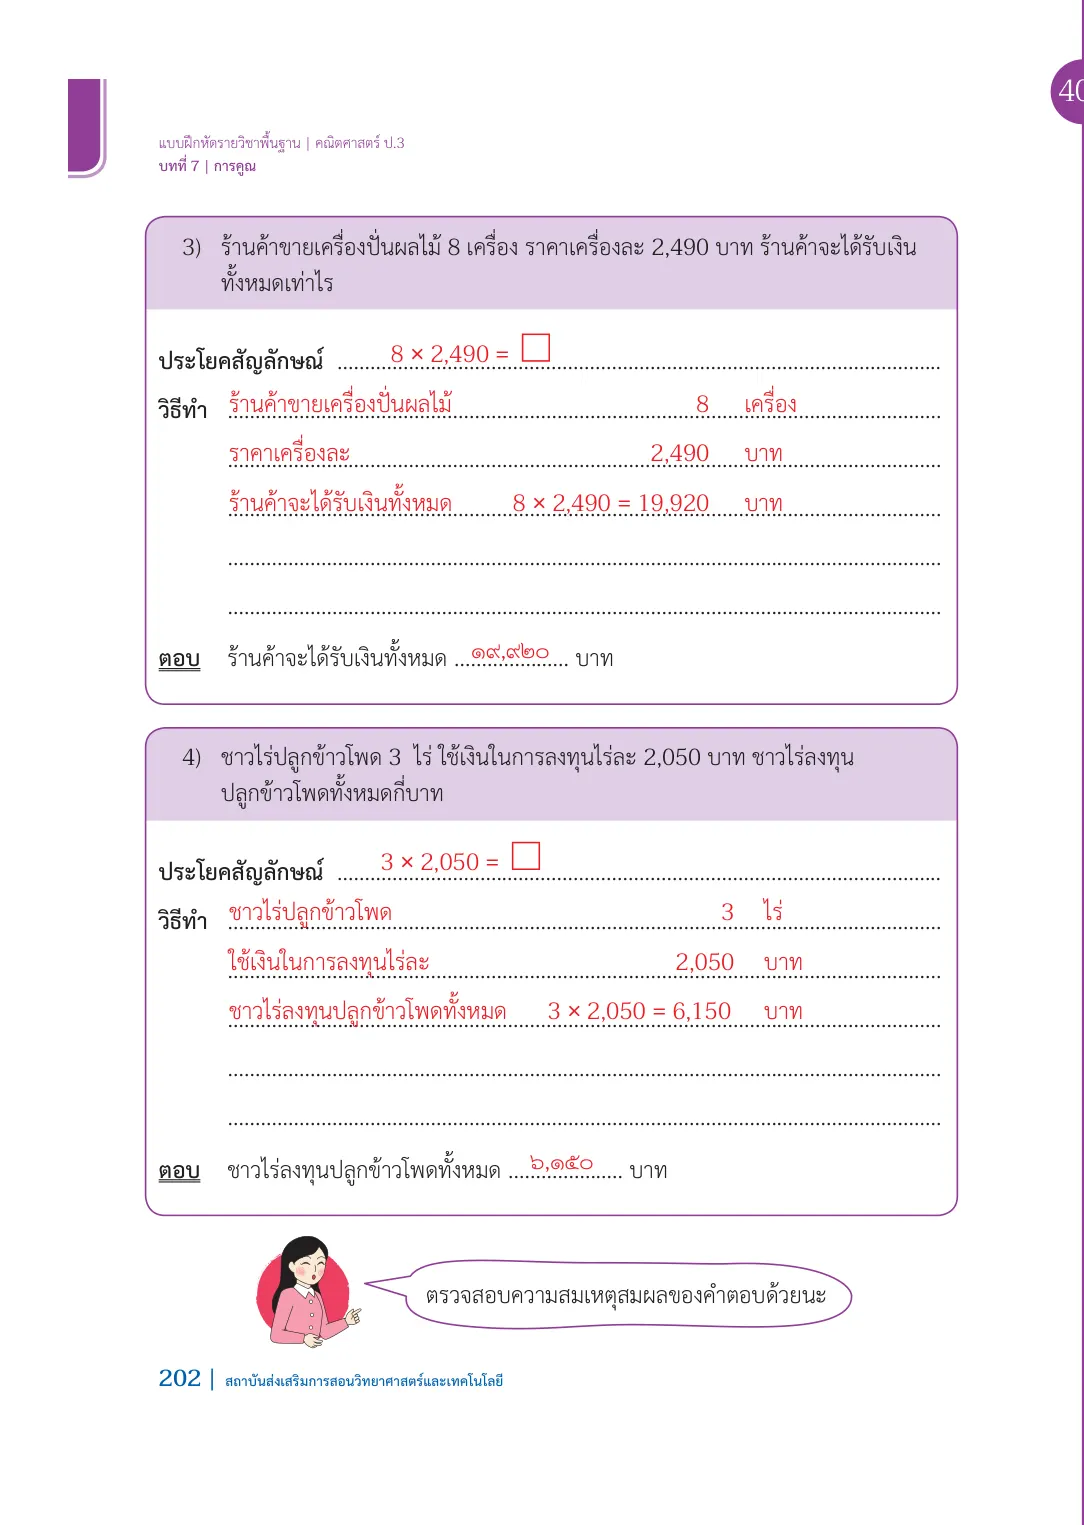 40
แบบฝึกหัดรายวิชาพื้นฐาน | คณิตศาสตร์ ป.3
บทที่ 7 | การคูณ
3) ร้านค้าขายเครื่องปั่นผลไม้ 8 เครื่อง ราคาเครื่องละ 2,490 บาท ร้านค้าจะได้รับเงิน
ทั้งหมดเท่าไร
ประโยคสัญลักษณ์ 8 × 2,490 = □
วิธีทำ ร้านค้าขายเครื่องปั่นผลไม้ 8 เครื่อง
ราคาเครื่องละ 2,490 บาท
ร้านค้าจะได้รับเงินทั้งหมด 8 × 2,490 = 19,920 บาท
ตอบ ร้านค้าจะได้รับเงินทั้งหมด ๑๙,๙๒๐ บาท
4) ชาวไร่ปลูกข้าวโพด 3 ไร่ ใช้เงินในการลงทุนไร่ละ 2,050 บาท ชาวไร่ลงทุน
ปลูกข้าวโพดทั้งหมดกี่บาท
ประโยคสัญลักษณ์ 3 × 2,050 = □
วิธีทำ ชาวไร่ปลูกข้าวโพด 3 ไร่
ใช้เงินในการลงทุนไร่ละ 2,050 บาท
ชาวไร่ลงทุนปลูกข้าวโพดทั้งหมด 3 × 2,050 = 6,150 บาท
ตอบ ชาวไร่ลงทุนปลูกข้าวโพดทั้งหมด ๖,๑๕๐ บาท
ตรวจสอบความสมเหตุสมผลของคำตอบด้วยนะ
202 | สถาบันส่งเสริมการสอนวิทยาศาสตร์และเทคโนโลยี